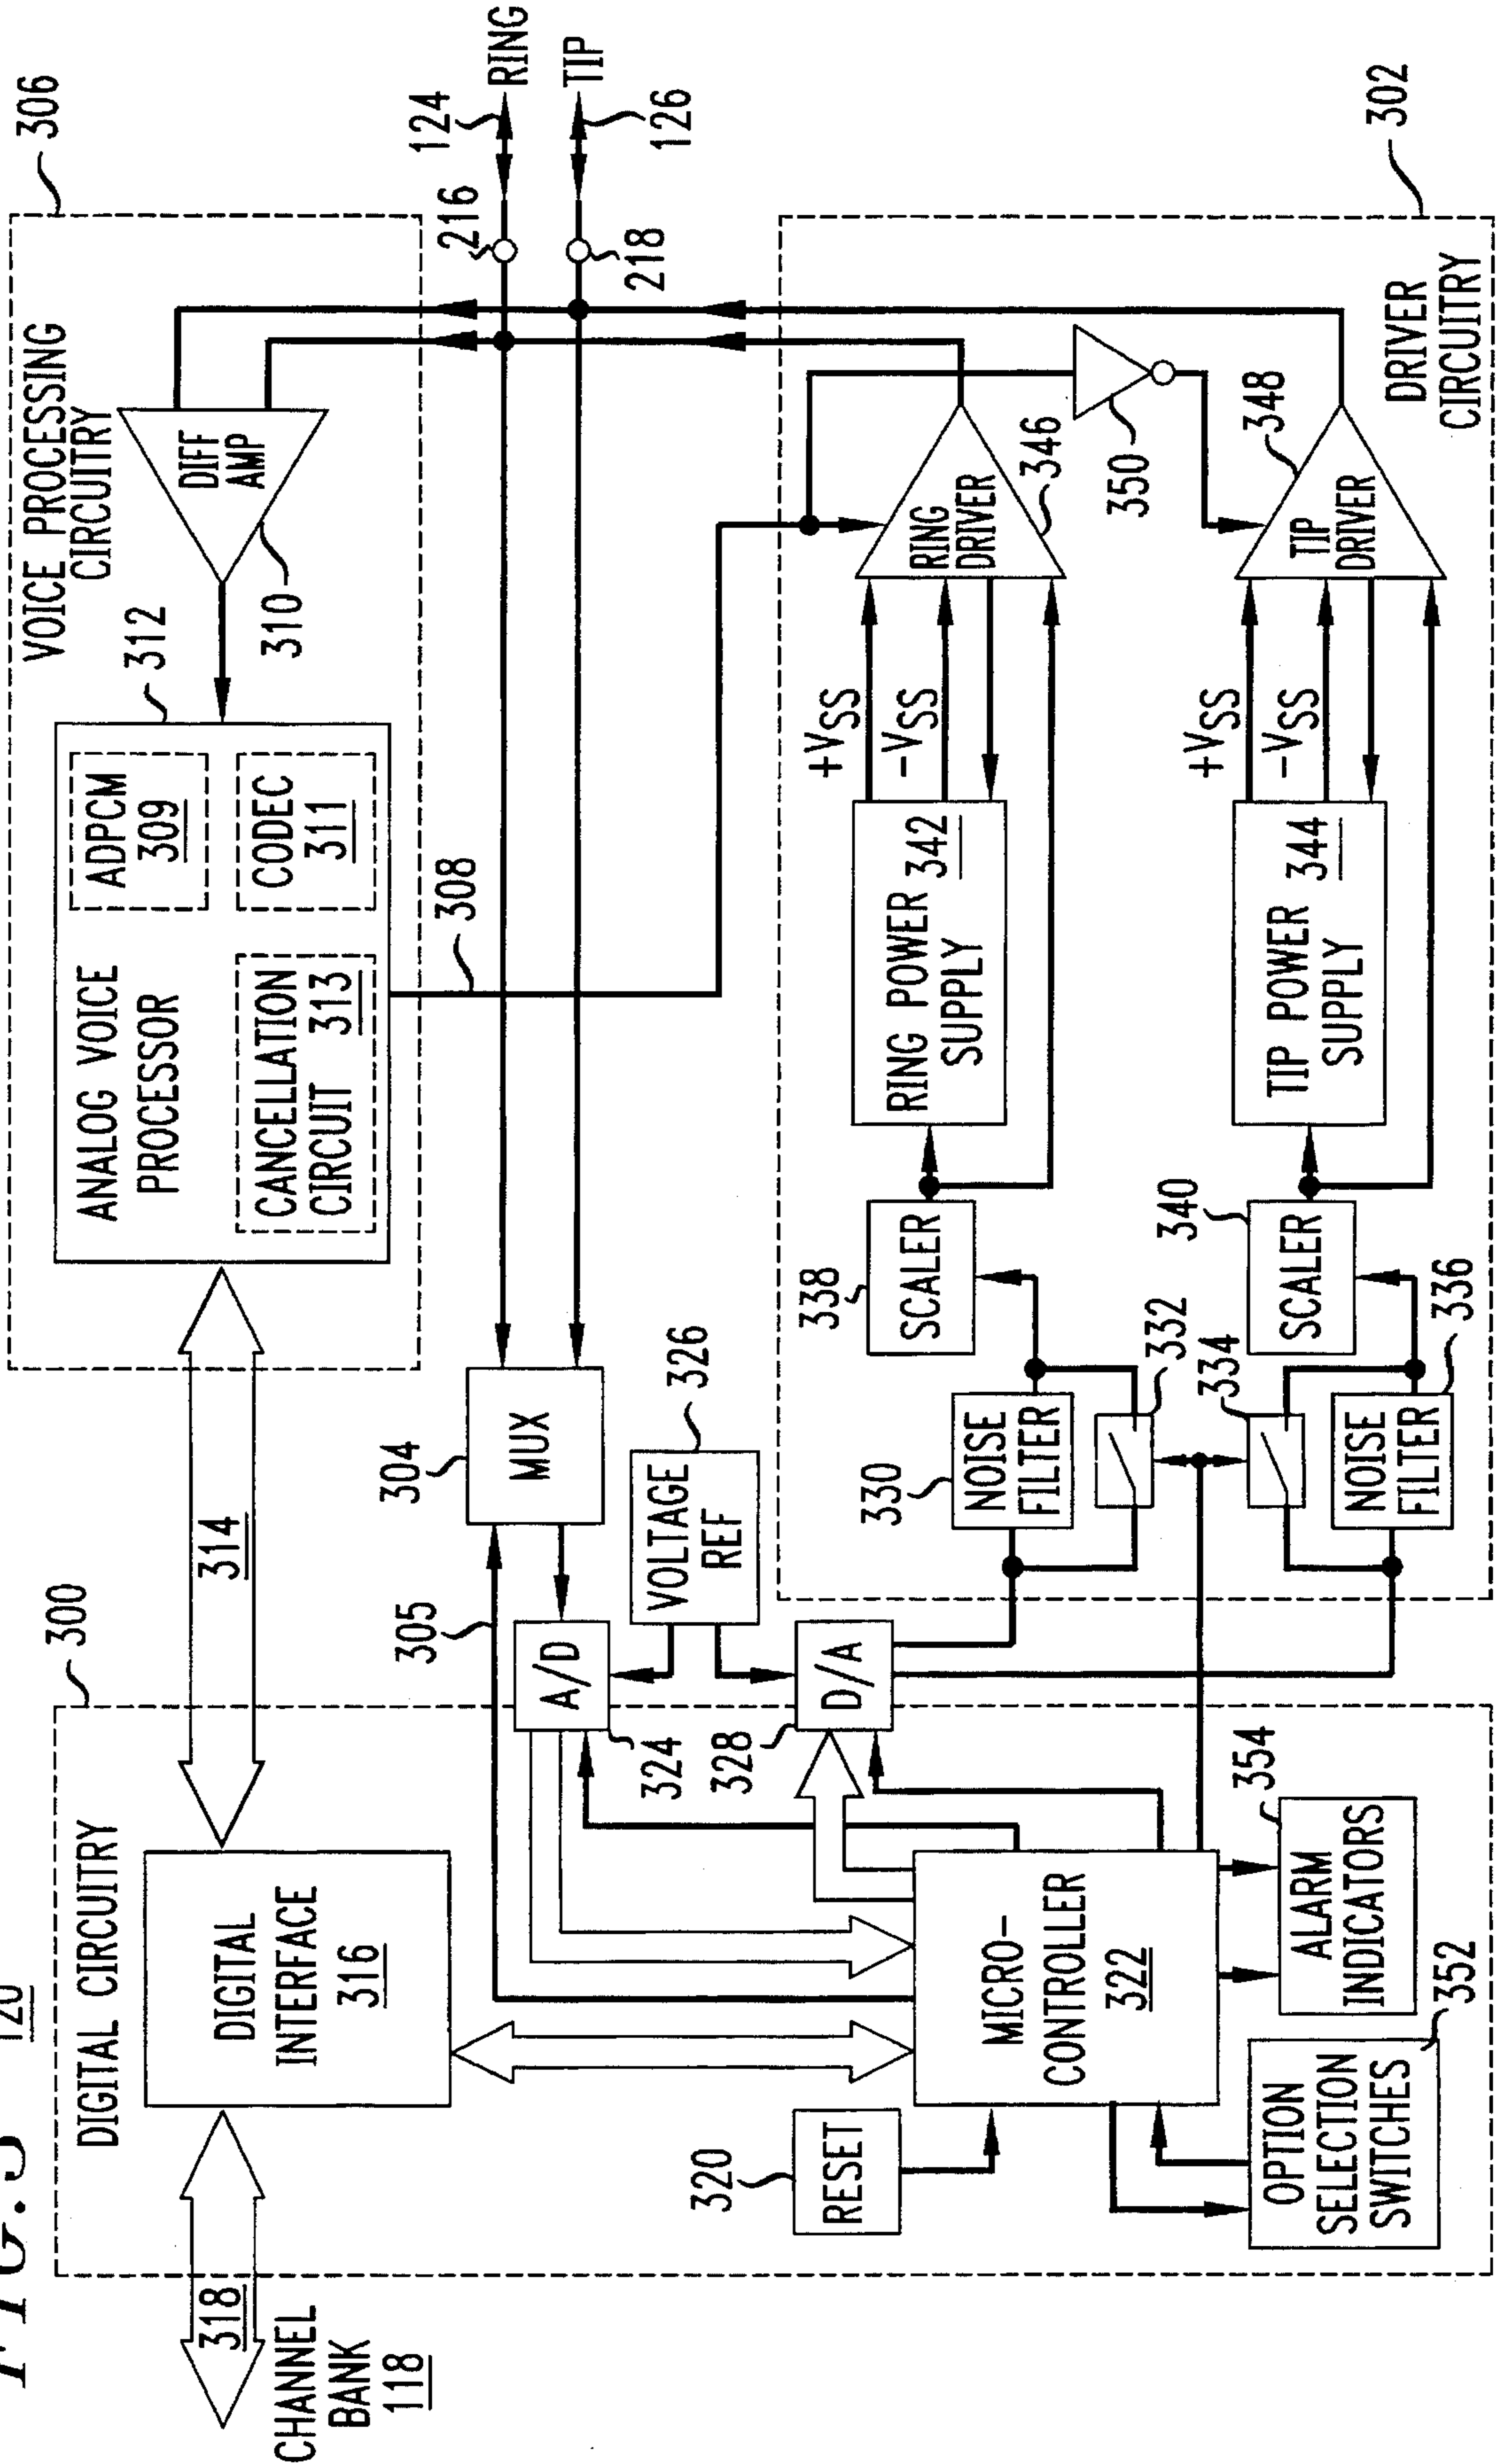 FIG. 3
120
VOICE PROCESSING
CIRCUITRY
306
DIFF
AMP
310
312
ANALOG VOICE
PROCESSOR
ADPCM
309
CODEC
311
CANCELLATION
CIRCUIT 313
308
314
300
DIGITAL CIRCUITRY
DIGITAL
INTERFACE
316
318
CHANNEL
BANK
118
124
RING
216
TIP
126
218
MUX
304
305
A/D
324
VOLTAGE
REF
326
D/A
328
MICRO-
CONTROLLER
322
RESET
320
OPTION
SELECTION
SWITCHES
352
ALARM
INDICATORS
354
302
DRIVER
CIRCUITRY
NOISE
FILTER
330
332
334
NOISE
FILTER
336
SCALER
338
SCALER
340
RING POWER
SUPPLY
342
+VSS
-VSS
RING
DRIVER
346
350
TIP POWER
SUPPLY
344
+VSS
-VSS
TIP
DRIVER
348